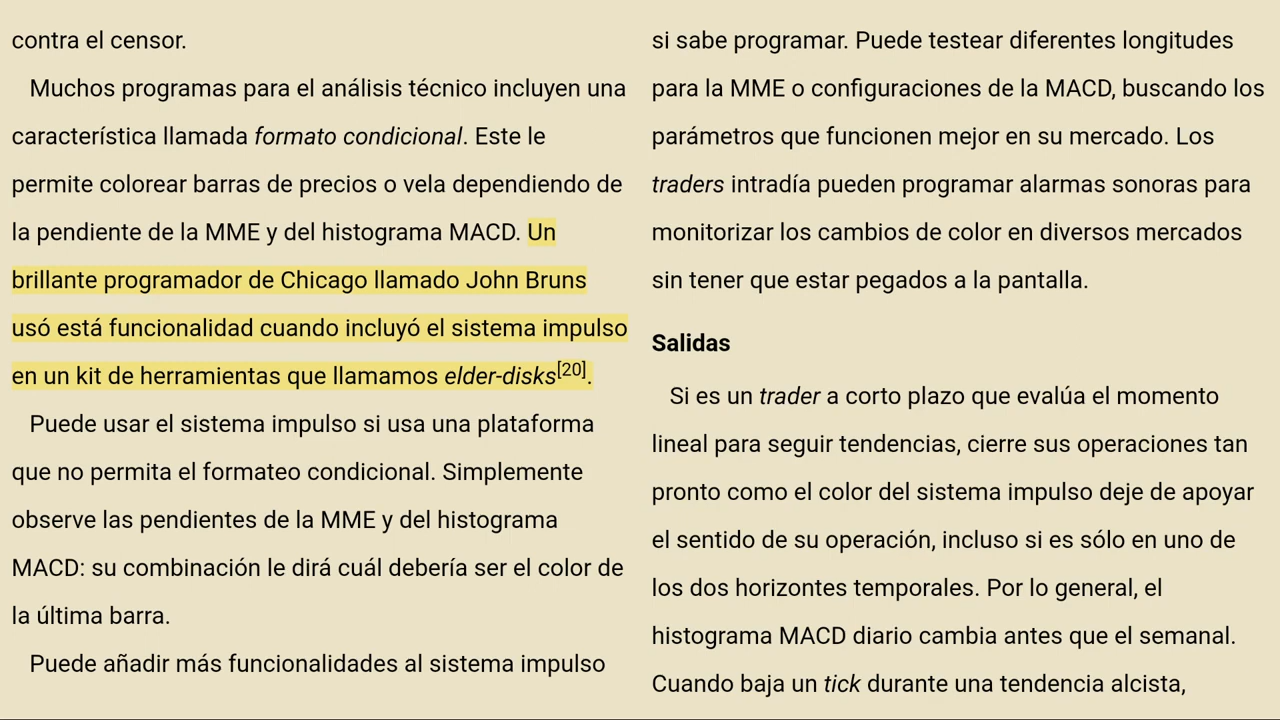 contra el censor.
Muchos programas para el análisis técnico incluyen una
característica llamada formato condicional. Este le
permite colorear barras de precios o vela dependiendo de
la pendiente de la MME y del histograma MACD. Un
brillante programador de Chicago llamado John Bruns
usó está funcionalidad cuando incluyó el sistema impulso
en un kit de herramientas que llamamos elder-disks[20].
Puede usar el sistema impulso si usa una plataforma
que no permita el formateo condicional. Simplemente
observe las pendientes de la MME y del histograma
MACD: su combinación le dirá cuál debería ser el color de
la última barra.
Puede añadir más funcionalidades al sistema impulso
si sabe programar. Puede testear diferentes longitudes
para la MME o configuraciones de la MACD, buscando los
parámetros que funcionen mejor en su mercado. Los
traders intradía pueden programar alarmas sonoras para
monitorizar los cambios de color en diversos mercados
sin tener que estar pegados a la pantalla.
Salidas
Si es un trader a corto plazo que evalúa el momento
lineal para seguir tendencias, cierre sus operaciones tan
pronto como el color del sistema impulso deje de apoyar
el sentido de su operación, incluso si es sólo en uno de
los dos horizontes temporales. Por lo general, el
histograma MACD diario cambia antes que el semanal.
Cuando baja un tick durante una tendencia alcista,